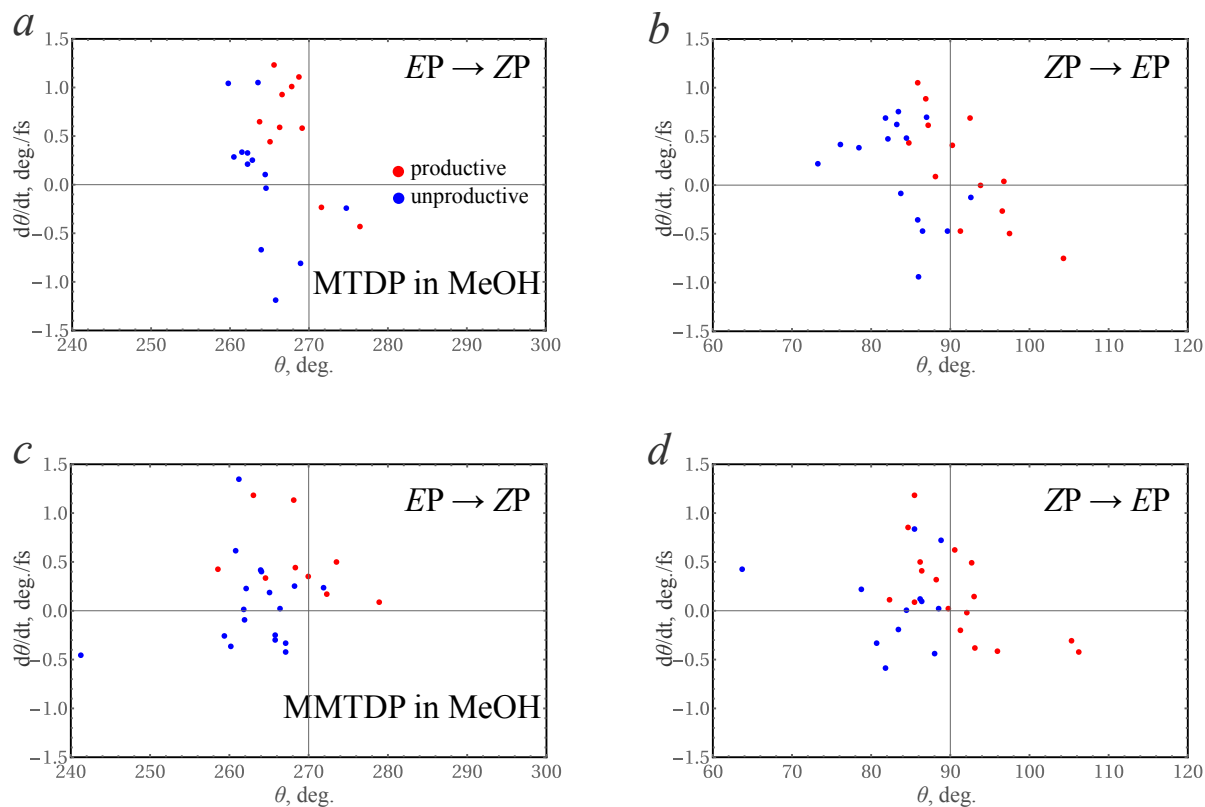 a
EP → ZP
dθ/dt, deg./fs
1.5
1.0
0.5
0.0
−0.5
−1.0
−1.5
productive
unproductive
MTDP in MeOH
240 250 260 270 280 290 300
θ, deg.
b
ZP → EP
dθ/dt, deg./fs
1.5
1.0
0.5
0.0
−0.5
−1.0
−1.5
60 70 80 90 100 110 120
θ, deg.
c
EP → ZP
dθ/dt, deg./fs
1.5
1.0
0.5
0.0
−0.5
−1.0
−1.5
MMTDP in MeOH
240 250 260 270 280 290 300
θ, deg.
d
ZP → EP
dθ/dt, deg./fs
1.5
1.0
0.5
0.0
−0.5
−1.0
−1.5
60 70 80 90 100 110 120
θ, deg.